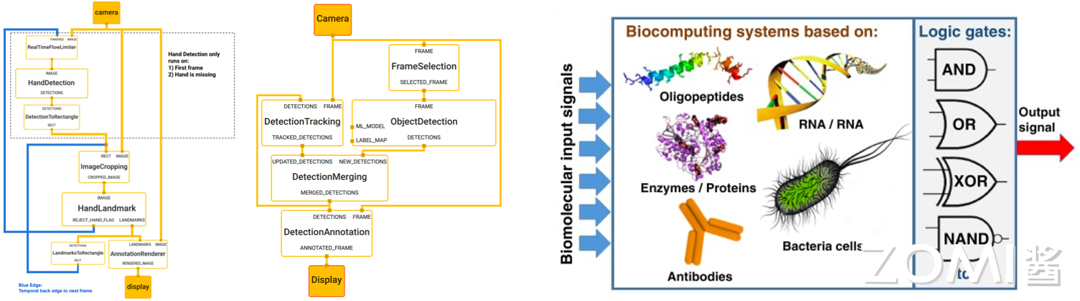 camera
FINISHED IMAGE
RealTimeFlowLimiter
IMAGE
HandDetection
DETECTIONS
DETECTIONS
DetectionToRectangle
RECT
Hand Detection only
runs on:
1) First frame
2) Hand is missing
RECT IMAGE
ImageCropping
CROPPED_IMAGE
IMAGE
HandLandmark
REJECT_HAND_FLAG LANDMARKS
DETECTIONS
LandmarksToRectangle
RECT
LANDMARKS IMAGE
AnnotationRenderer
RENDERED_IMAGE
Blue Edge:
Temporal back edge to next frame.
display
Camera
FRAME
FrameSelection
SELECTED_FRAME
DETECTIONS FRAME
DetectionTracking
TRACKED_DETECTIONS
FRAME
ML_MODEL
ObjectDetection
LABEL_MAP
DETECTIONS
UPDATED_DETECTIONS NEW_DETECTIONS
DetectionMerging
MERGED_DETECTIONS
DETECTIONS FRAME
DetectionAnnotation
ANNOTATED_FRAME
Display
Biomolecular input signals
Biocomputing systems based on:
Oligopeptides
RNA / RNA
Enzymes / Proteins
Bacteria cells
Antibodies
Logic gates:
AND
OR
XOR
NAND
Output
signal
ZOMI酱